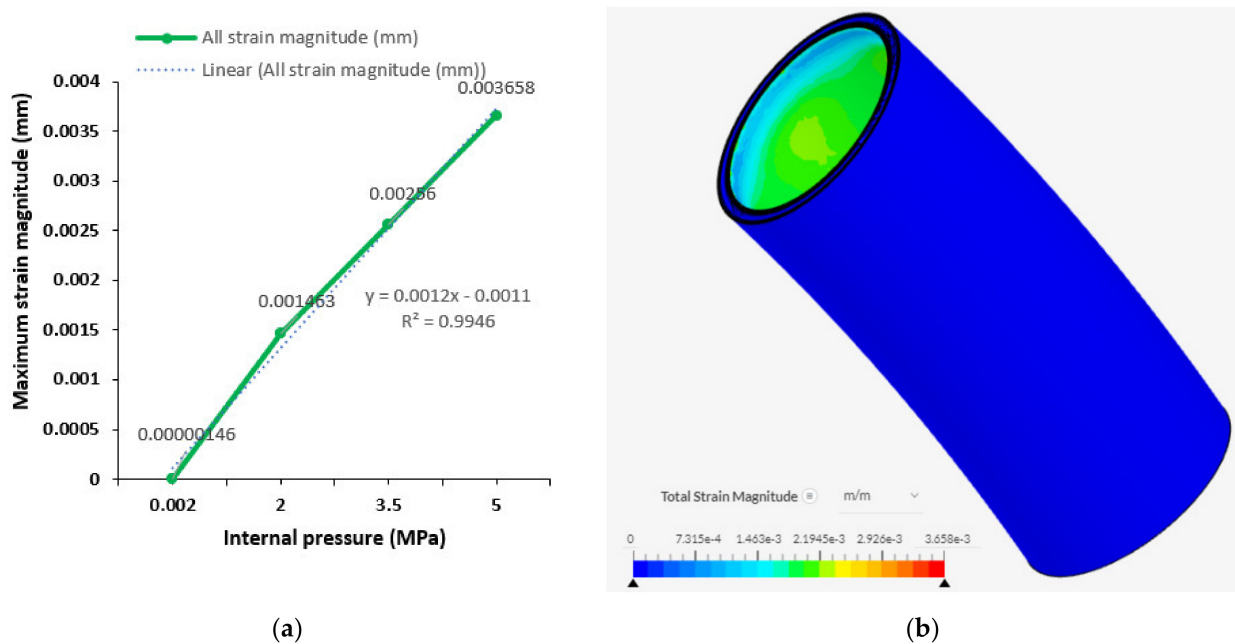 All strain magnitude (mm)
Linear (All strain magnitude (mm))
0.004
0.0035
0.003
0.0025
0.002
0.0015
0.001
0.0005
0
Maximum strain magnitude (mm)
0.003658
0.00256
0.001463
0.00000146
y = 0.0012x - 0.0011
R² = 0.9946
0.002 2 3.5 5
Internal pressure (MPa)
(a)
Total Strain Magnitude m/m
0 7.315e-4 1.463e-3 2.1945e-3 2.926e-3 3.658e-3
(b)